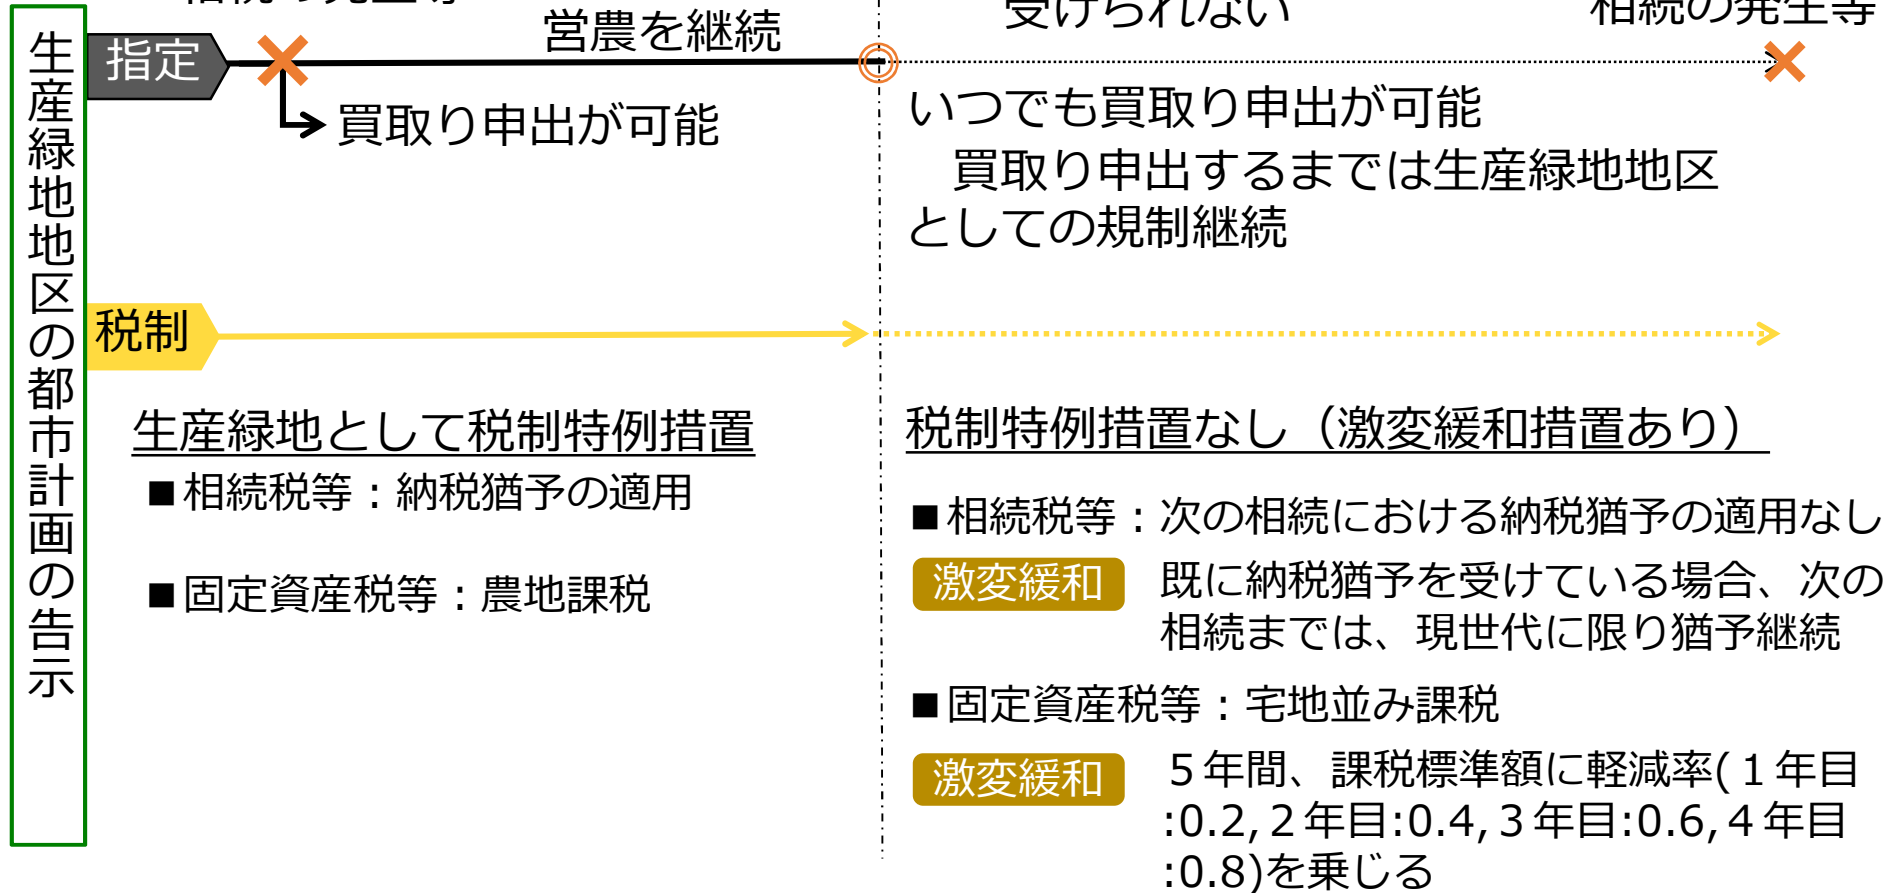 生産緑地地区の都市計画の告示
指定
営農を継続
受けられない
相続の発生等
買取り申出が可能
いつでも買取り申出が可能
買取り申出するまでは生産緑地地区
としての規制継続
税制
生産緑地として税制特例措置
■相続税等：納税猶予の適用
■固定資産税等：農地課税
税制特例措置なし（激変緩和措置あり）
■相続税等：次の相続における納税猶予の適用なし
激変緩和
既に納税猶予を受けている場合、次の
相続までは、現世代に限り猶予継続
■固定資産税等：宅地並み課税
激変緩和
５年間、課税標準額に軽減率(１年目
:0.2,２年目:0.4,３年目:0.6,４年目
:0.8)を乗じる